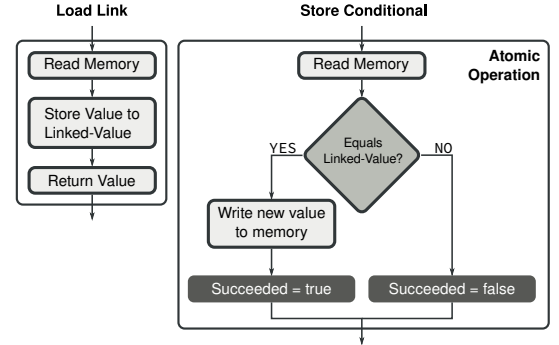 Load Link
Read Memory
Store Value to
Linked-Value
Return Value
Store Conditional
Atomic
Operation
Read Memory
Equals
Linked-Value?
YES
NO
Write new value
to memory
Succeeded = true
Succeeded = false